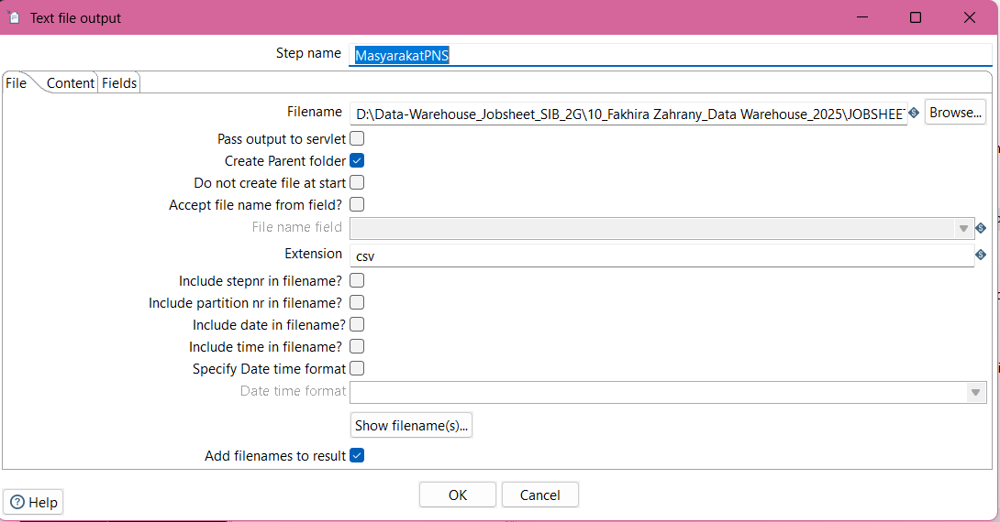 Text file output
Step name MasyarakatPNS
File Content Fields
Filename D:\Data-Warehouse_Jobsheet_SIB_2G\10_Fakhira Zahrany_Data Warehouse_2025\JOBSHEE Browse...
Pass output to servlet
Create Parent folder
Do not create file at start
Accept file name from field?
File name field
Extension csv
Include stepnr in filename?
Include partition nr in filename?
Include date in filename?
Include time in filename?
Specify Date time format
Date time format
Show filename(s)...
Add filenames to result
OK Cancel
Help